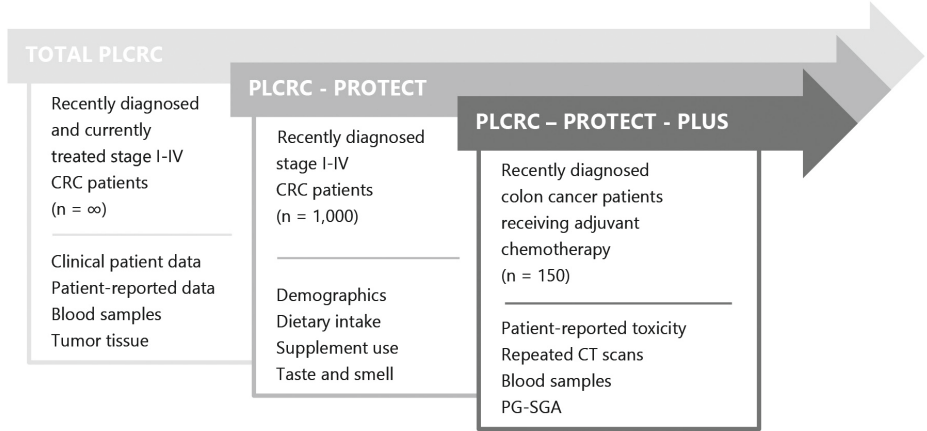 TOTAL PLCRC
Recently diagnosed
and currently
treated stage I-IV
CRC patients
(n = ∞)
Clinical patient data
Patient-reported data
Blood samples
Tumor tissue
PLCRC - PROTECT
Recently diagnosed
stage I-IV
CRC patients
(n = 1,000)
Demographics
Dietary intake
Supplement use
Taste and smell
PLCRC – PROTECT - PLUS
Recently diagnosed
colon cancer patients
receiving adjuvant
chemotherapy
(n = 150)
Patient-reported toxicity
Repeated CT scans
Blood samples
PG-SGA